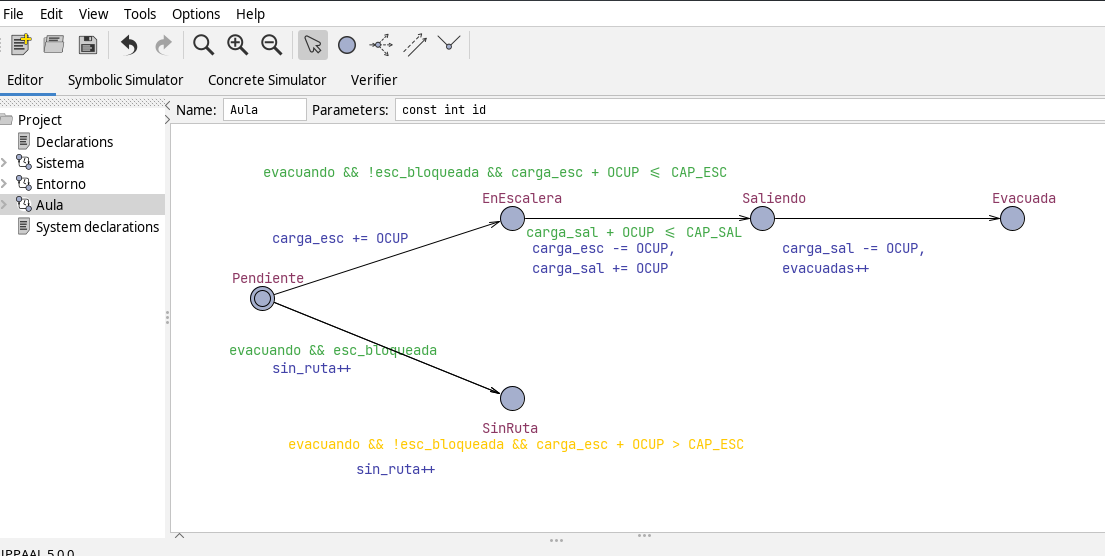 File Edit View Tools Options Help
Editor Symbolic Simulator Concrete Simulator Verifier
Name: Aula Parameters: const int id
Project
Declarations
Sistema
Entorno
Aula
System declarations
evacuando && !esc_bloqueada && carga_esc + OCUP <= CAP_ESC
EnEscalera Saliendo Evacuada
carga_sal + OCUP <= CAP_SAL
carga_esc += OCUP
carga_esc -= OCUP,
carga_sal += OCUP
carga_sal -= OCUP,
evacuadas++
Pendiente
evacuando && esc_bloqueada
sin_ruta++
SinRuta
evacuando && !esc_bloqueada && carga_esc + OCUP > CAP_ESC
sin_ruta++